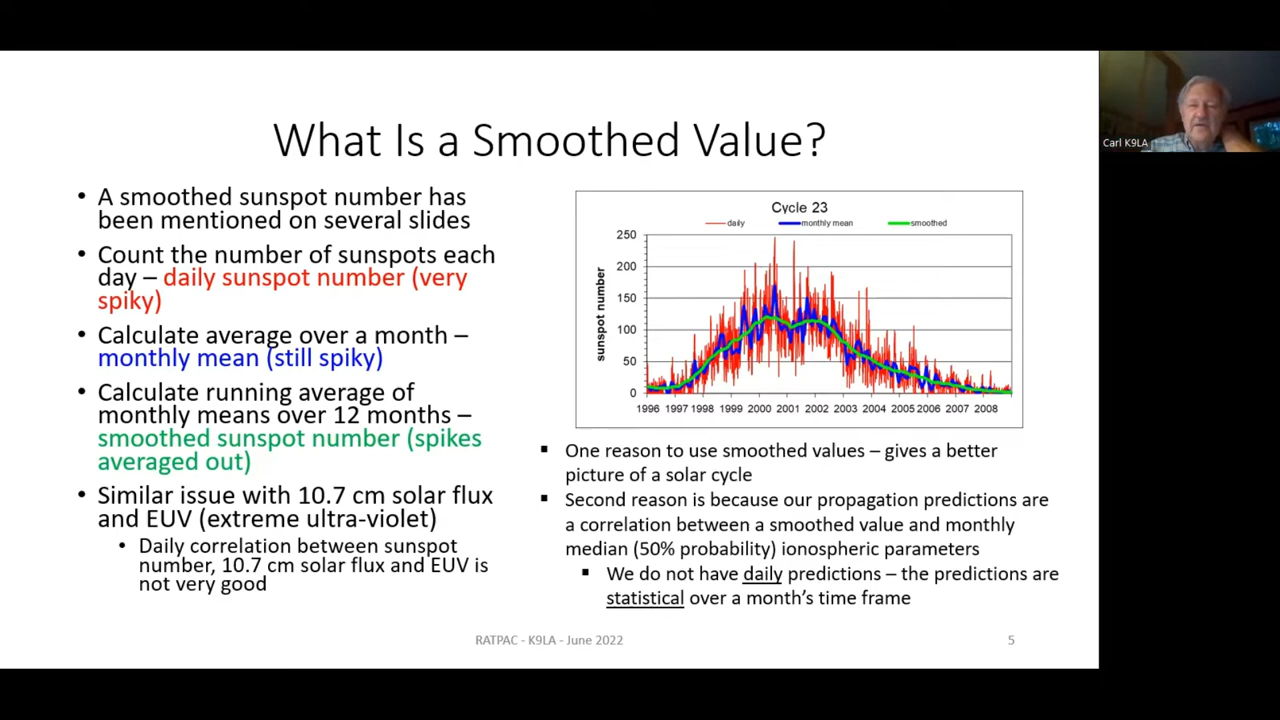 What Is a Smoothed Value?
• A smoothed sunspot number has
been mentioned on several slides
• Count the number of sunspots each
day – daily sunspot number (very
spiky)
• Calculate average over a month –
monthly mean (still spiky)
• Calculate running average of
monthly means over 12 months –
smoothed sunspot number (spikes
averaged out)
• Similar issue with 10.7 cm solar flux
and EUV (extreme ultra-violet)
• Daily correlation between sunspot
number, 10.7 cm solar flux and EUV is
not very good
Cycle 23
daily monthly mean smoothed
sunspot number
250
200
150
100
50
0
1996 1997 1998 1999 2000 2001 2002 2003 2004 2005 2006 2007 2008
▪ One reason to use smoothed values – gives a better
picture of a solar cycle
▪ Second reason is because our propagation predictions are
a correlation between a smoothed value and monthly
median (50% probability) ionospheric parameters
▪ We do not have daily predictions – the predictions are
statistical over a month's time frame
RATPAC - K9LA - June 2022
5
Carl K9LA